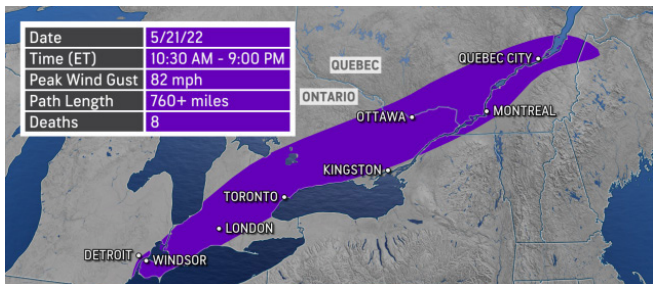 Date 5/21/22
Time (ET) 10:30 AM - 9:00 PM
Peak Wind Gust 82 mph
Path Length 760+ miles
Deaths 8
QUEBEC
ONTARIO
QUEBEC CITY
OTTAWA
MONTREAL
KINGSTON
TORONTO
LONDON
DETROIT
WINDSOR